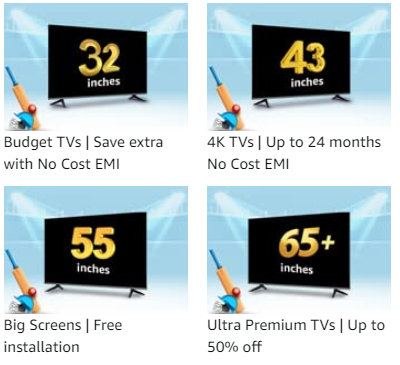 32
inches
Budget TVs | Save extra
with No Cost EMI
43
inches
4K TVs | Up to 24 months
No Cost EMI
55
inches
Big Screens | Free
installation
65+
inches
Ultra Premium TVs | Up to
50% off